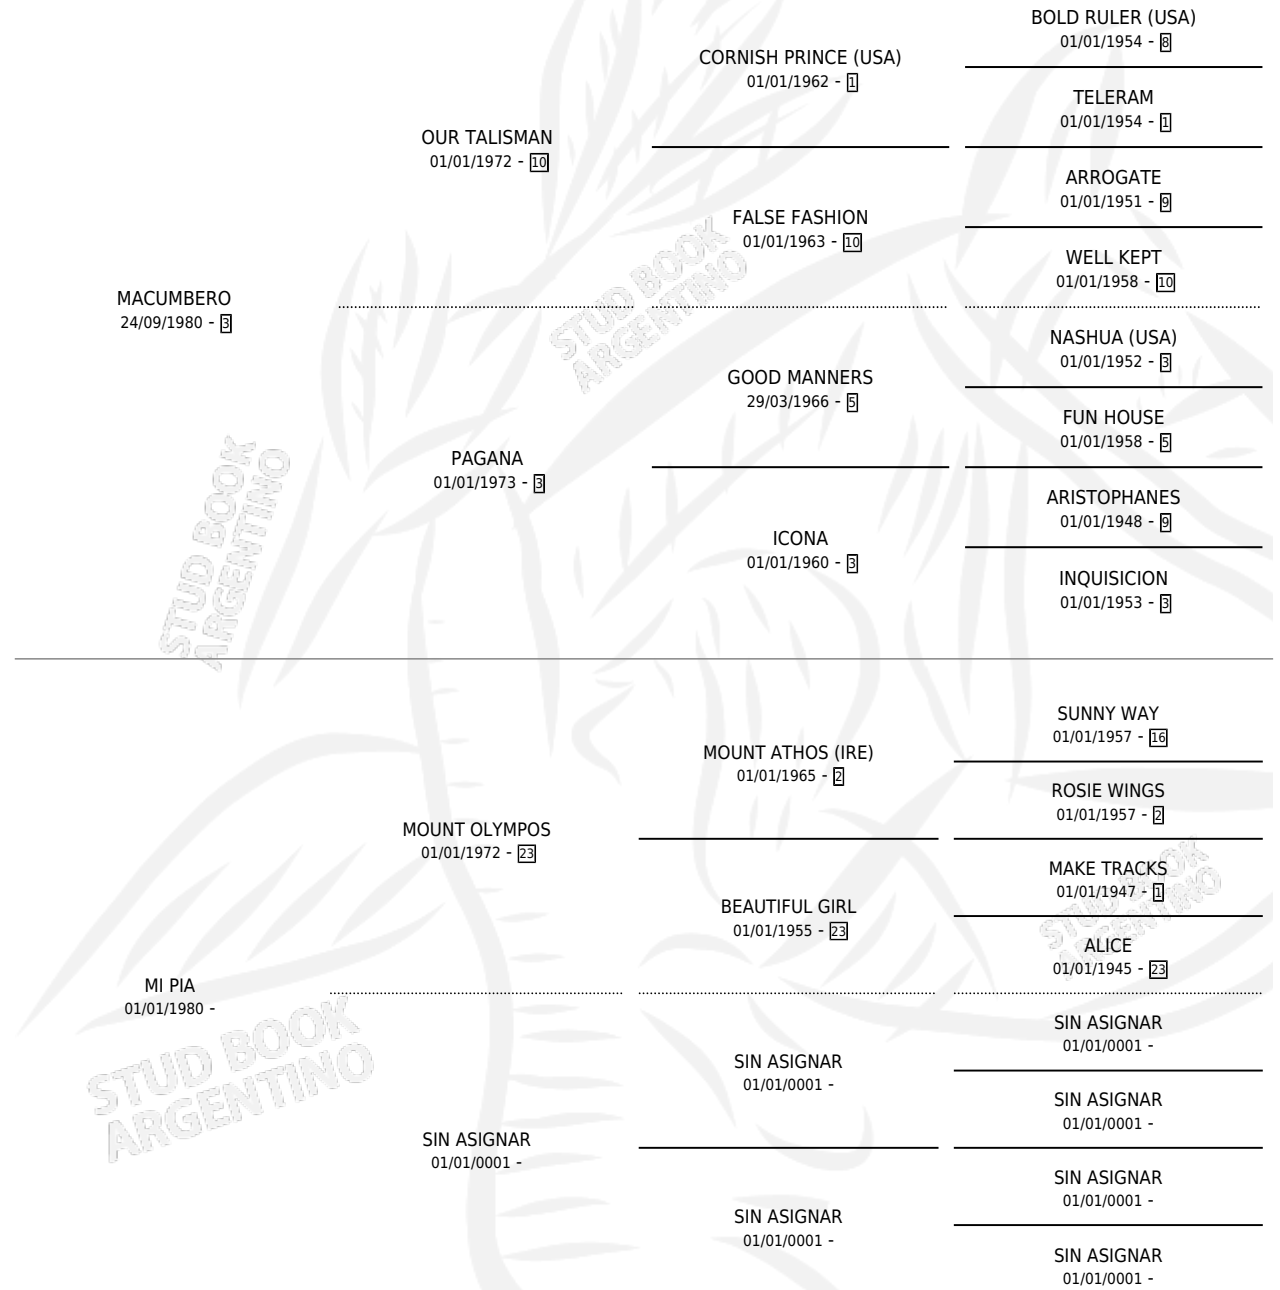 BOLD RULER (USA)
01/01/1954 - 8
CORNISH PRINCE (USA)
01/01/1962 - 1
TELERAM
01/01/1954 - 1
OUR TALISMAN
01/01/1972 - 10
ARROGATE
01/01/1951 - 9
FALSE FASHION
01/01/1963 - 10
WELL KEPT
01/01/1958 - 10
MACUMBERO
24/09/1980 - 3
NASHUA (USA)
01/01/1952 - 3
GOOD MANNERS
29/03/1966 - 5
FUN HOUSE
01/01/1958 - 5
PAGANA
01/01/1973 - 3
ARISTOPHANES
01/01/1948 - 9
ICONA
01/01/1960 - 3
INQUISICION
01/01/1953 - 3
STUD BOOK
ARGENTINO
STUD BOOK
ARGENTINO
SUNNY WAY
01/01/1957 - 16
MOUNT ATHOS (IRE)
01/01/1965 - 2
ROSIE WINGS
01/01/1957 - 2
MOUNT OLYMPOS
01/01/1972 - 23
MAKE TRACKS
01/01/1947 - 1
BEAUTIFUL GIRL
01/01/1955 - 23
ALICE
01/01/1945 - 23
MI PIA
01/01/1980 -
SIN ASIGNAR
01/01/0001 -
SIN ASIGNAR
01/01/0001 -
SIN ASIGNAR
01/01/0001 -
SIN ASIGNAR
01/01/0001 -
SIN ASIGNAR
01/01/0001 -
SIN ASIGNAR
01/01/0001 -
SIN ASIGNAR
01/01/0001 -
STUD BOOK
ARGENTINO
STUD BOOK
ARGENTINO